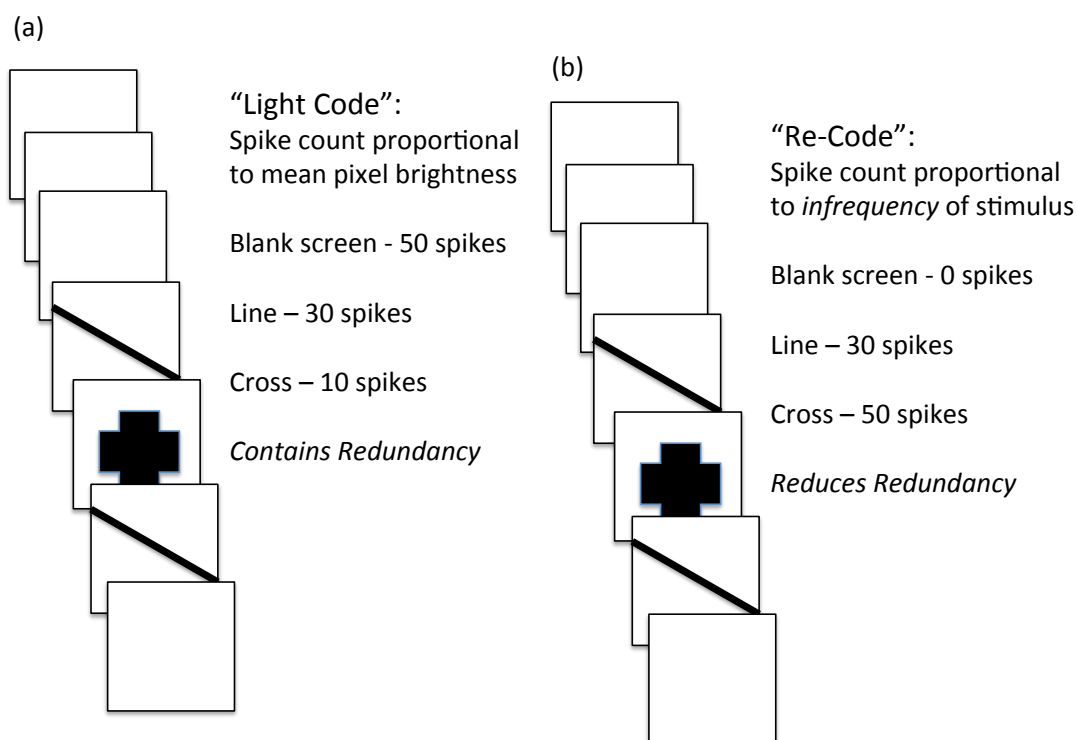 (a)
“Light Code”:
Spike count proportional
to mean pixel brightness
Blank screen - 50 spikes
Line – 30 spikes
Cross – 10 spikes
Contains Redundancy
(b)
“Re-Code”:
Spike count proportional
to infrequency of stimulus
Blank screen - 0 spikes
Line – 30 spikes
Cross – 50 spikes
Reduces Redundancy